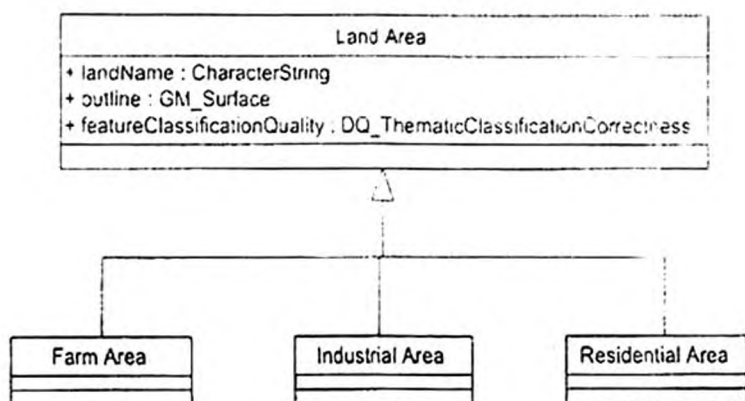 Land Area
+ landName : CharacterString
+ outline : GM_Surface
+ featureClassificationQuality : DQ_ThematicClassificationCorrectness
Farm Area
Industrial Area
Residential Area